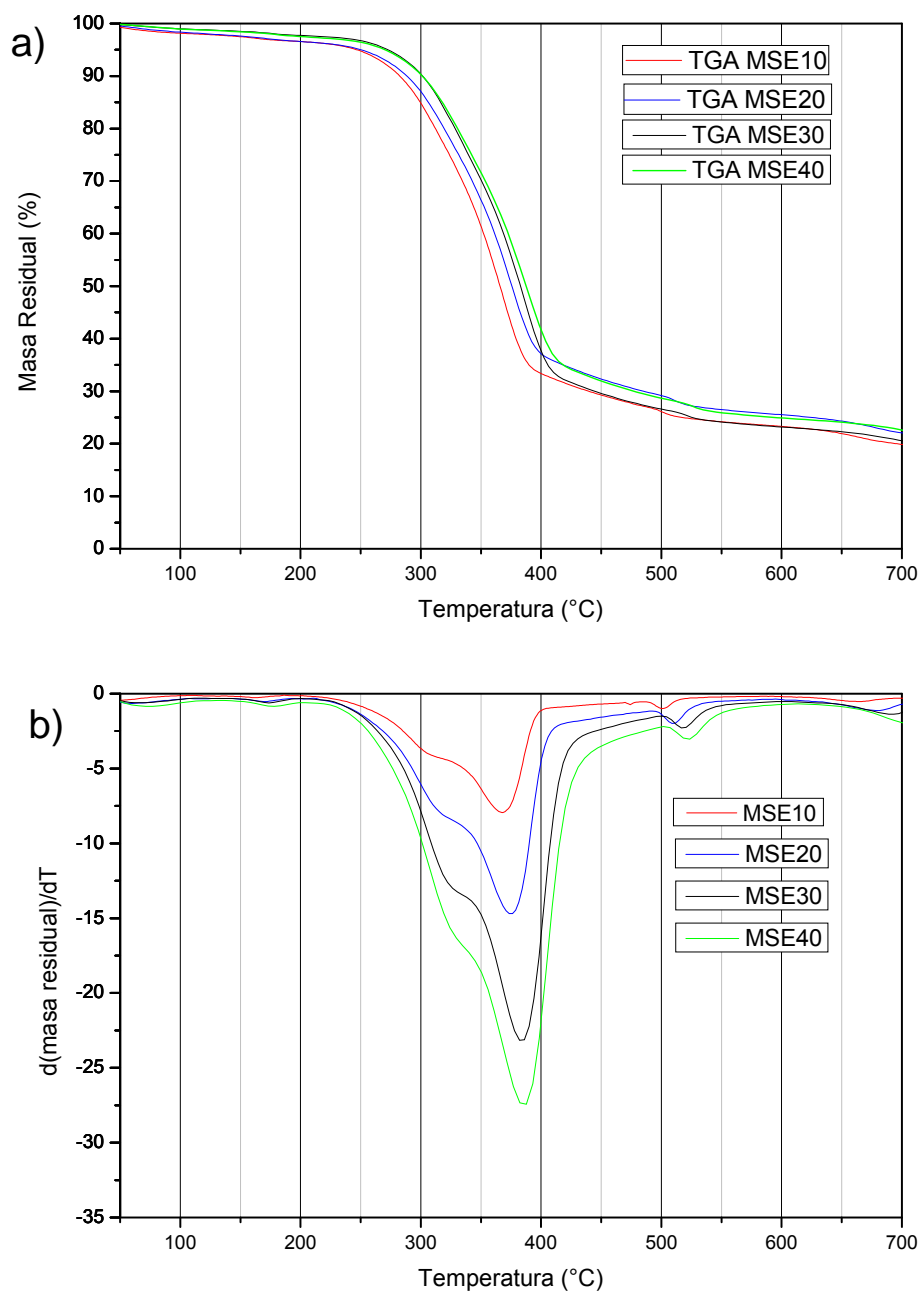 a)
TGA MSE10
TGA MSE20
TGA MSE30
TGA MSE40
Masa Residual (%)
100
90
80
70
60
50
40
30
20
10
0
100 200 300 400 500 600 700
Temperatura (°C)
b)
MSE10
MSE20
MSE30
MSE40
d(masa residual)/dT
0
-5
-10
-15
-20
-25
-30
-35
100 200 300 400 500 600 700
Temperatura (°C)